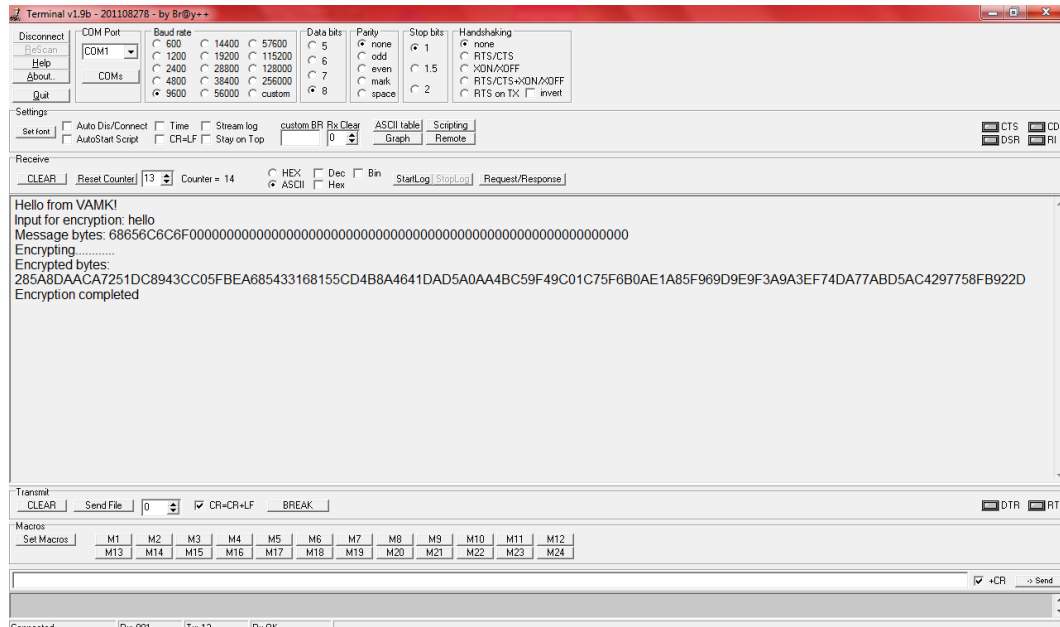 Terminal v1.9b - 20110827ß - by Br@y++
Disconnect
ReScan
Help
About..
Quit
COM Port
COM1
COMs
Baud rate
600 14400 57600
1200 19200 115200
2400 28800 128000
4800 38400 256000
9600 56000 custom
Data bits
5
6
7
8
Parity
none
odd
even
mark
space
Stop bits
1
1.5
2
Handshaking
none
RTS/CTS
XON/XOFF
RTS/CTS+XON/XOFF
RTS on TX invert
Settings
Set font Auto Dis/Connect Time Stream log custom BR Rx Clear ASCII table Scripting CTS CD
AutoStart Script CR=LF Stay on Top 0 Graph Remote DSR RI
Receive
CLEAR Reset Counter 13 Counter = 14 HEX Dec Bin StartLog StopLog Request/Response
ASCII Hex
Hello from VAMK!
Input for encryption: hello
Message bytes: 68656C6C6F000000000000000000000000000000000000000000000000000000
Encrypting............
Encrypted bytes:
285A8DAACA7251DC8943CC05FBEA685433168155CD4B8A4641DAD5A0AA4BC59F49C01C75F6B0AE1A85F969D9E9F3A9A3EF74DA77ABD5AC4297758FB922D
Encryption completed
Transmit
CLEAR Send File 0 CR=CR+LF BREAK DTR RT
Macros
Set Macros M1 M2 M3 M4 M5 M6 M7 M8 M9 M10 M11 M12
M13 M14 M15 M16 M17 M18 M19 M20 M21 M22 M23 M24
+CR -> Send